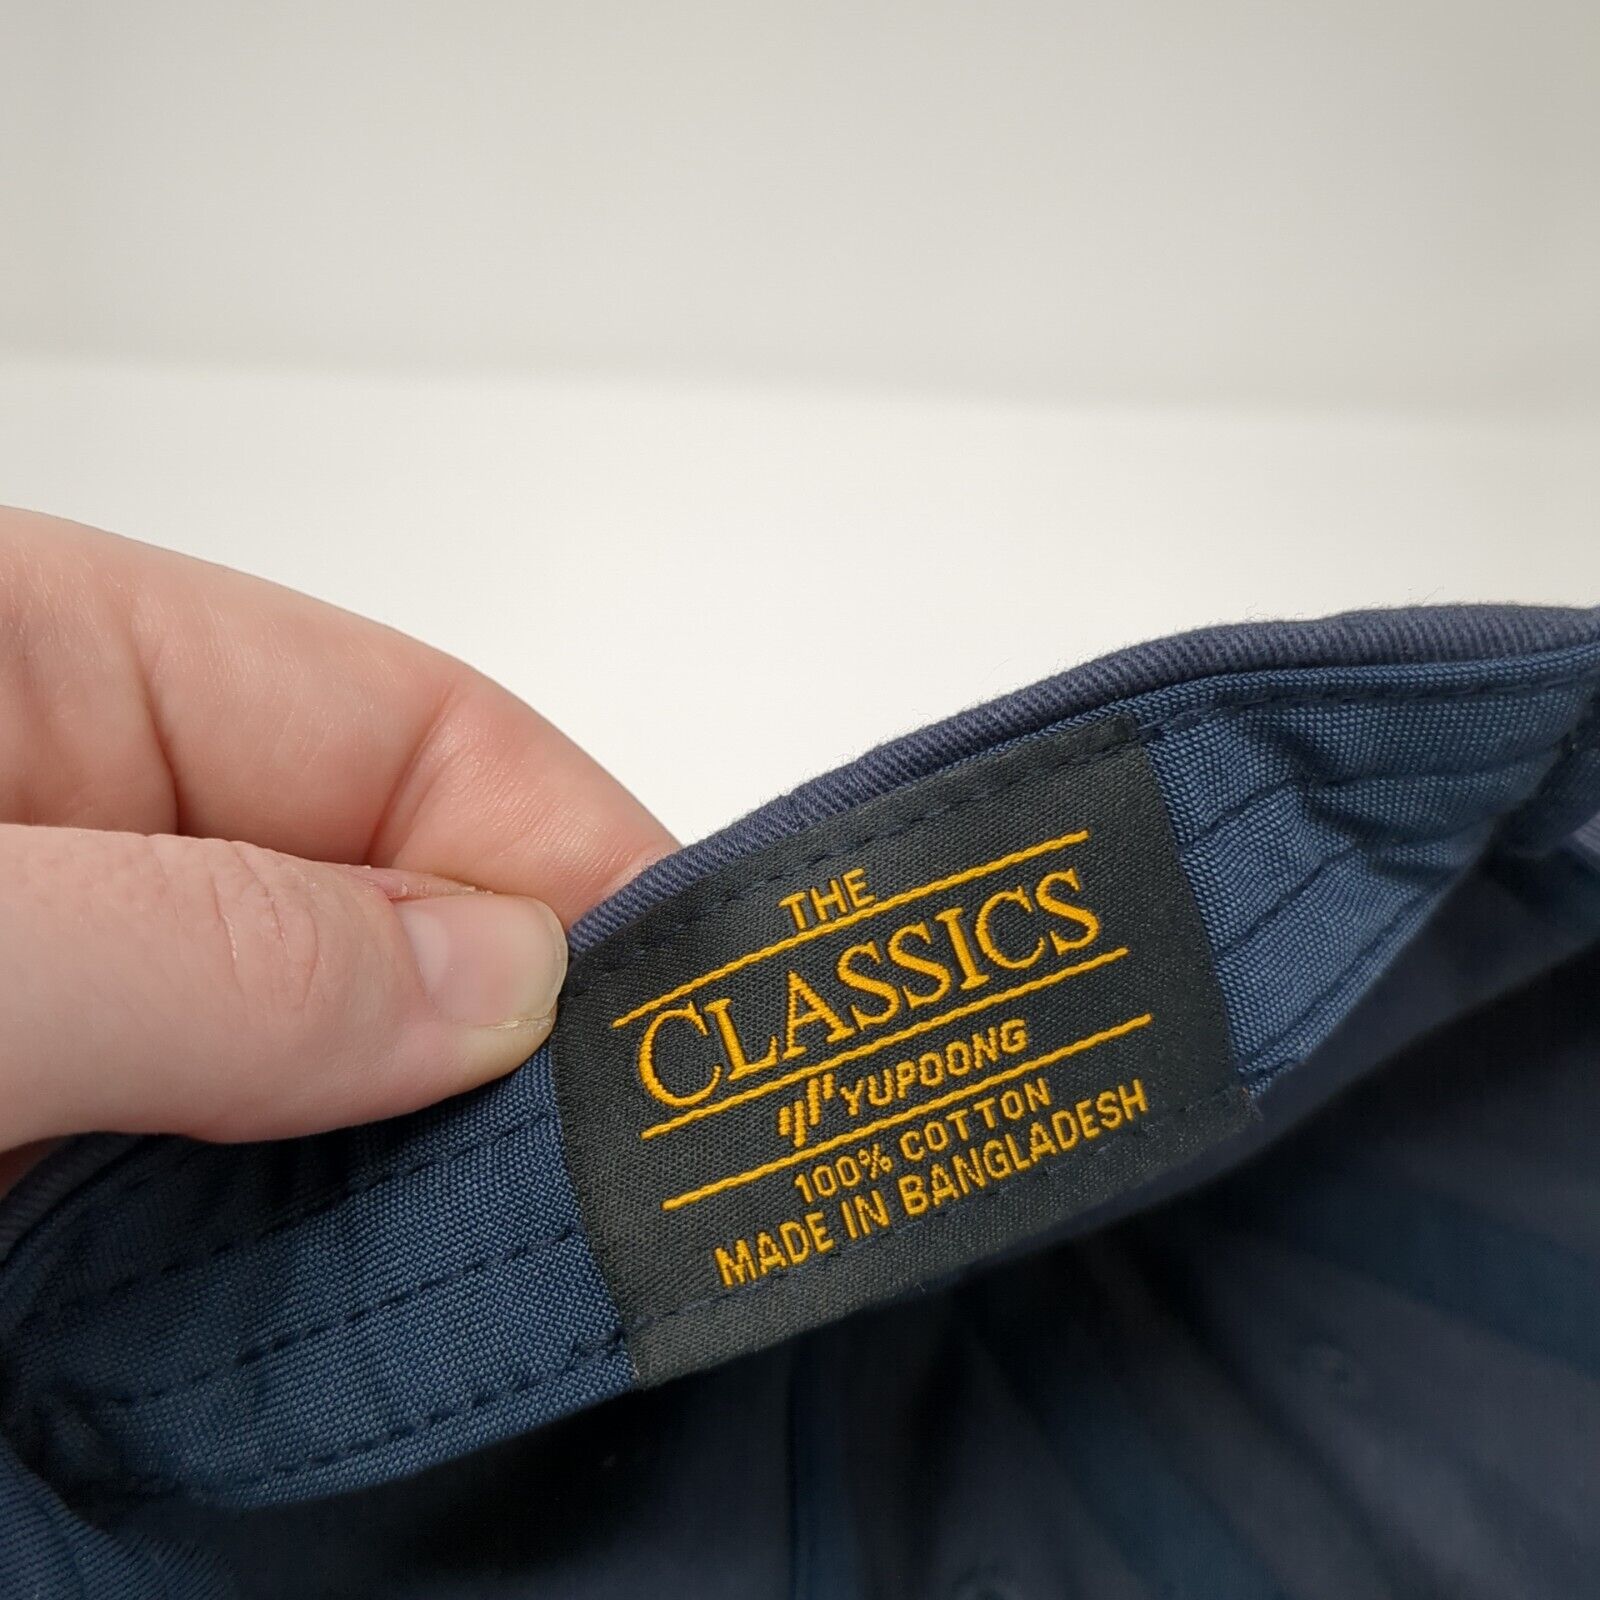 THE
CLASSICS
YUPOONG
100% COTTON
MADE IN BANGLADESH